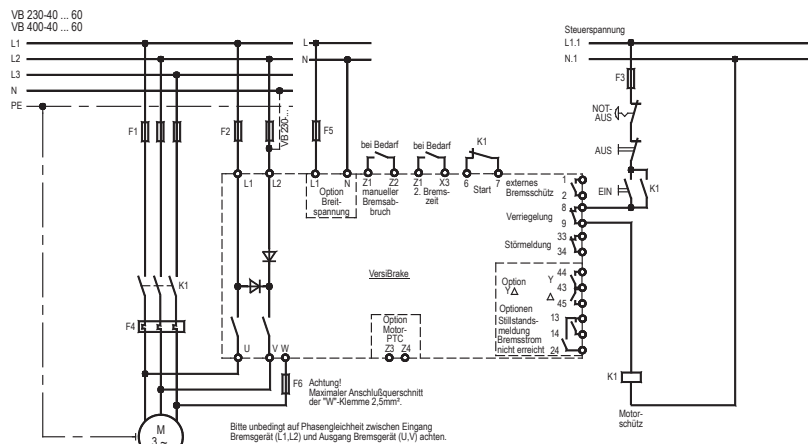 VB 230-40 ... 60
VB 400-40 ... 60
L1
L2
L3
N
PE
L
N
Steuerspannung
L1.1
N.1
F1
F2
VB 230 ...
F5
F3
NOT-
AUS
AUS
EIN
K1
bei Bedarf
bei Bedarf
K1
L1
L2
L1
N
Z1
Z2
Z1
X3
6
7
Option
Breit-
spannung
manueller
Bremsab-
bruch
2. Brems-
zeit
Start
externes
Bremsschütz
1
2
Verriegelung
8
9
Störmeldung
33
34
VersiBrake
Option
Y△
Y
△
44
43
45
Optionen
Stillstands-
meldung
Bremsstrom
nicht erreicht
13
14
24
K1
F4
Option
Motor-
PTC
Z3
Z4
U
V
W
F6
Achtung!
Maximaler Anschlußquerschnitt
der "W"-Klemme 2,5mm².
K1
Motor-
schütz
M
3 ~
Bitte unbedingt auf Phasengleichheit zwischen Eingang
Bremsgerät (L1,L2) und Ausgang Bremsgerät (U,V) achten.